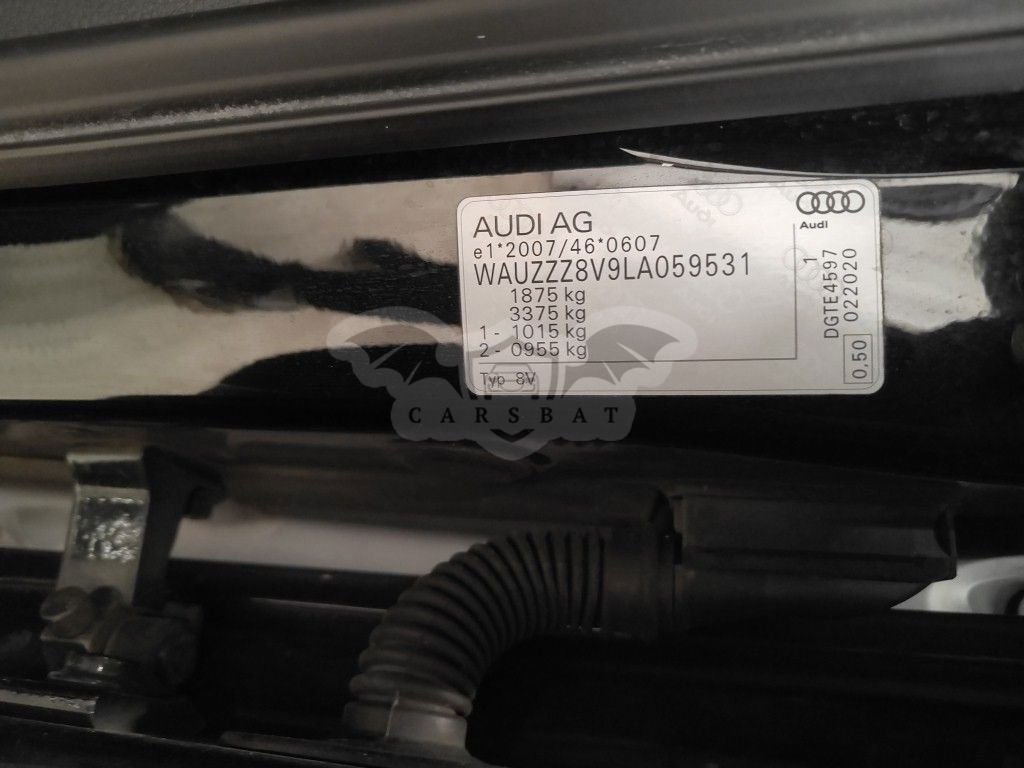 AUDI AG
e1*2007/46*0607
WAUZZZ8V9LA059531
1875 kg
3375 kg
1 - 1015 kg
2 - 0955 kg
Typ 8V
Audi
1
DGTE4597
022020
0.50
Audi
CARSBAT